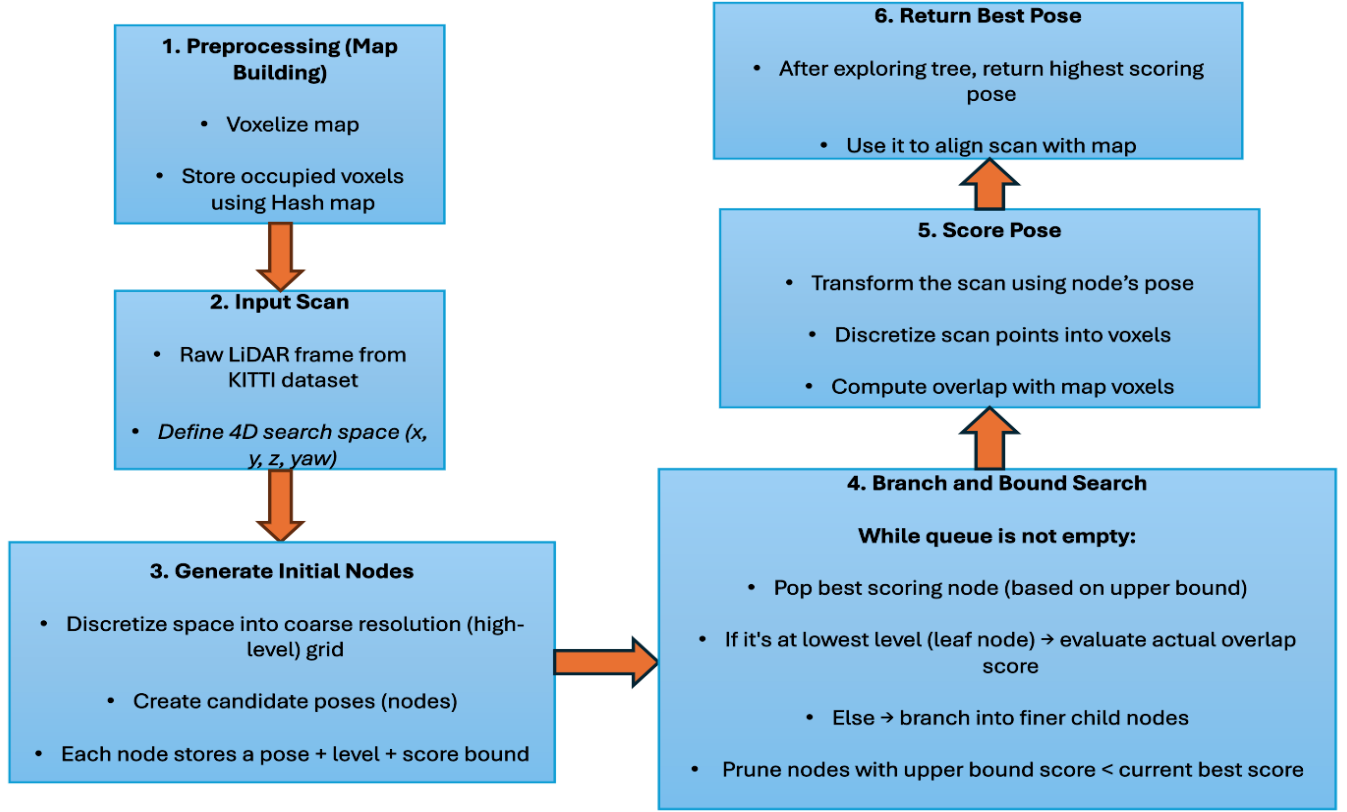 1. Preprocessing (Map
Building)
• Voxelize map
• Store occupied voxels
using Hash map
2. Input Scan
• Raw LiDAR frame from
KITTI dataset
• Define 4D search space (x,
y, z, yaw)
3. Generate Initial Nodes
• Discretize space into coarse resolution (high-
level) grid
• Create candidate poses (nodes)
• Each node stores a pose + level + score bound
4. Branch and Bound Search
While queue is not empty:
• Pop best scoring node (based on upper bound)
• If it's at lowest level (leaf node) → evaluate actual overlap
score
• Else → branch into finer child nodes
• Prune nodes with upper bound score < current best score
5. Score Pose
• Transform the scan using node’s pose
• Discretize scan points into voxels
• Compute overlap with map voxels
6. Return Best Pose
• After exploring tree, return highest scoring
pose
• Use it to align scan with map